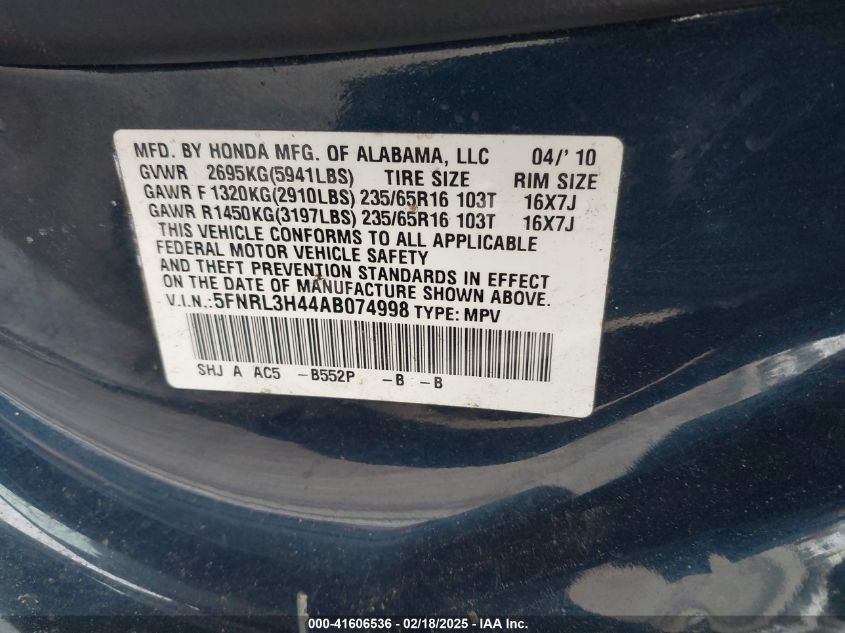 MFD. BY HONDA MFG. OF ALABAMA, LLC 04/' 10
GVWR 2695KG(5941LBS) TIRE SIZE RIM SIZE
GAWR F 1320KG(2910LBS) 235/65R16 103T 16X7J
GAWR R1450KG(3197LBS) 235/65R16 103T 16X7J
THIS VEHICLE CONFORMS TO ALL APPLICABLE
FEDERAL MOTOR VEHICLE SAFETY
AND THEFT PREVENTION STANDARDS IN EFFECT
ON THE DATE OF MANUFACTURE SHOWN ABOVE.
V.I.N.:5FNRL3H44AB074998 TYPE: MPV
SHJ A AC5 -B552P -B -B
000-41606536 - 02/18/2025 - IAA Inc.